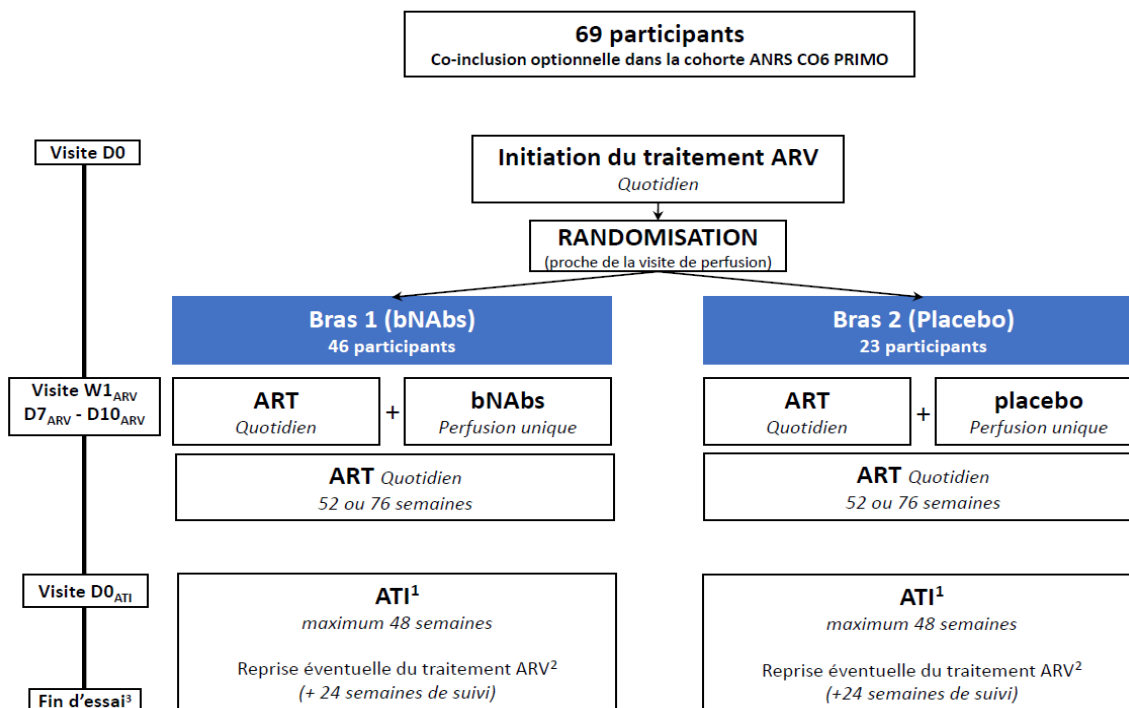 69 participants
Co-inclusion optionnelle dans la cohorte ANRS CO6 PRIMO
Visite D0
Initiation du traitement ARV
Quotidien
RANDOMISATION
(proche de la visite de perfusion)
Bras 1 (bNAbs)
46 participants
Bras 2 (Placebo)
23 participants
Visite W1ARV
D7ARV - D10ARV
ART
Quotidien
+
bNAbs
Perfusion unique
ART
Quotidien
+
placebo
Perfusion unique
ART Quotidien
52 ou 76 semaines
ART Quotidien
52 ou 76 semaines
Visite D0ATI
ATI¹
maximum 48 semaines
Reprise éventuelle du traitement ARV²
(+ 24 semaines de suivi)
ATI¹
maximum 48 semaines
Reprise éventuelle du traitement ARV²
(+24 semaines de suivi)
Fin d'essai³